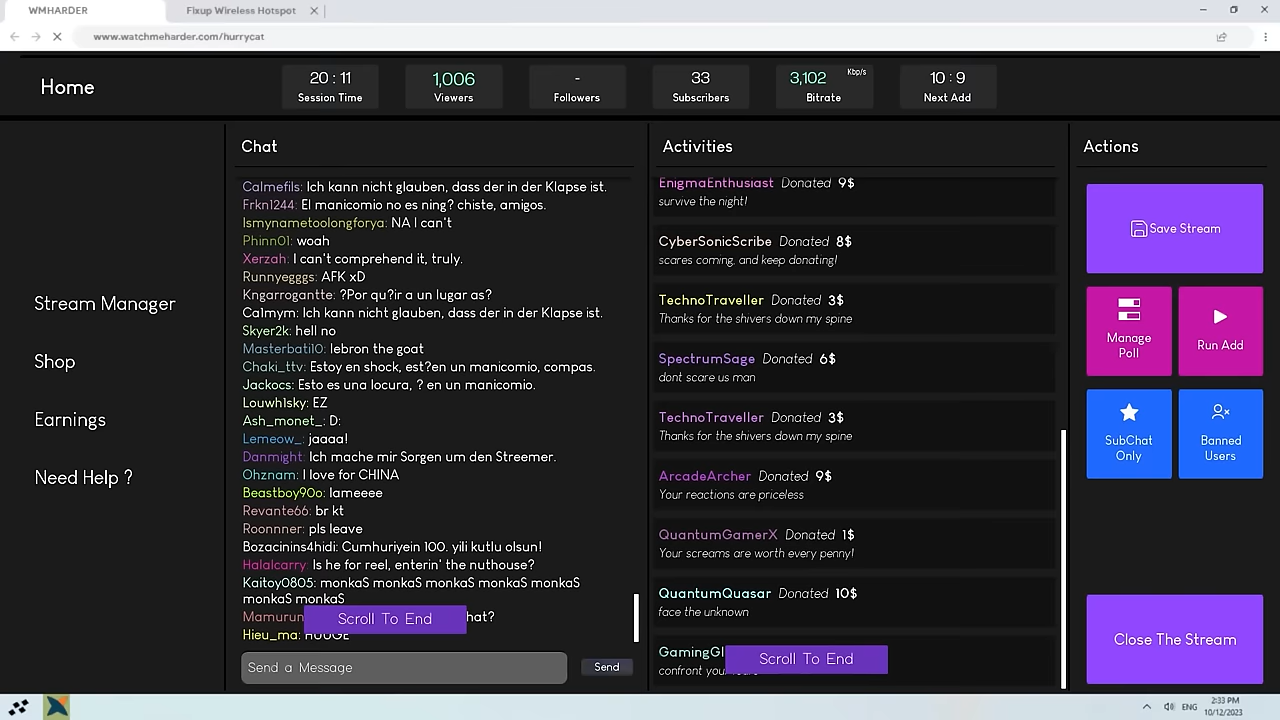 WMHARDER
Fixup Wireless Hotspot
www.watchmeharder.com/hurrycat
Home
20 : 11
Session Time
1,006
Viewers
-
Followers
33
Subscribers
3,102 Kbp/s
Bitrate
10 : 9
Next Add
Stream Manager
Shop
Earnings
Need Help ?
Chat
Calmefils: Ich kann nicht glauben, dass der in der Klapse ist.
Frkn1244: El manicomio no es ning? chiste, amigos.
Ismynametoolongforya: NA I can't
Phinn01: woah
Xerzah: I can't comprehend it, truly.
Runnyegggs: AFK xD
Kngarrogantte: ?Por qu?ir a un lugar as?
Ca1mym: Ich kann nicht glauben, dass der in der Klapse ist.
Skyer2k: hell no
Masterbati10: lebron the goat
Chaki_ttv: Estoy en shock, est?en un manicomio, compas.
Jackocs: Esto es una locura, ? en un manicomio.
Louwh1sky: EZ
Ash_monet_: D:
Lemeow_: jaaaa!
Danmight: Ich mache mir Sorgen um den Streemer.
Ohznam: I love for CHINA
Beastboy90o: lameeee
Revante66: br kt
Roonnner: pls leave
Bozacinins4hidi: Cumhuriyein 100. yili kutlu olsun!
Halalcarry: Is he for reel, enterin' the nuthouse?
Kaitoy0805: monkaS monkaS monkaS monkaS monkaS
monkaS monkaS
Mamurun hat?
Scroll To End
Hieu_ma: HUUGE
Send a Message
Send
Activities
EnigmaEnthusiast Donated 9$
survive the night!
CyberSonicScribe Donated 8$
scares coming, and keep donating!
TechnoTraveller Donated 3$
Thanks for the shivers down my spine
SpectrumSage Donated 6$
dont scare us man
TechnoTraveller Donated 3$
Thanks for the shivers down my spine
ArcadeArcher Donated 9$
Your reactions are priceless
QuantumGamerX Donated 1$
Your screams are worth every penny!
QuantumQuasar Donated 10$
face the unknown
GamingGl
Scroll To End
confront your fears
Actions
Save Stream
Manage
Poll
Run Add
SubChat
Only
Banned
Users
Close The Stream
ENG
2:33 PM
10/12/2023